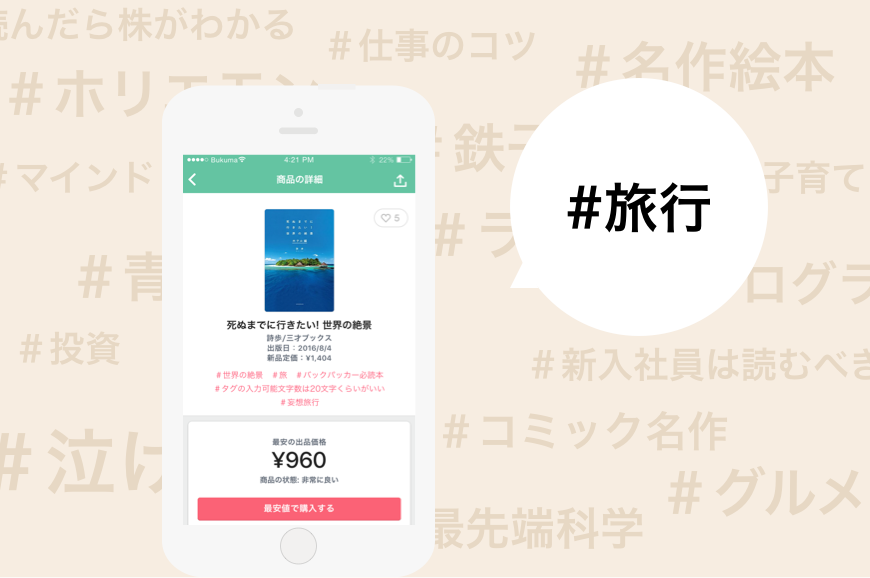 読んだら株がわかる
#仕事のコツ
#名作絵本
#ホリエモン
#鉄子
#マインド
子育て
#ラ
#旅行
#青
ログラ
#投資
#新入社員は読むべき
#コミック名作
#泣け
#グルメ
最先端科学
Bukuma 4:21 PM 22%
商品の詳細
5
死ぬまでに行きたい! 世界の絶景
詩歩/三才ブックス
出版日：2016/8/4
新品定価：¥1,404
#世界の絶景 #旅 #バックパッカー必読本
#タグの入力可能文字数は20文字くらいがいい
#妄想旅行
最安の出品価格
¥960
商品の状態: 非常に良い
最安値で購入する